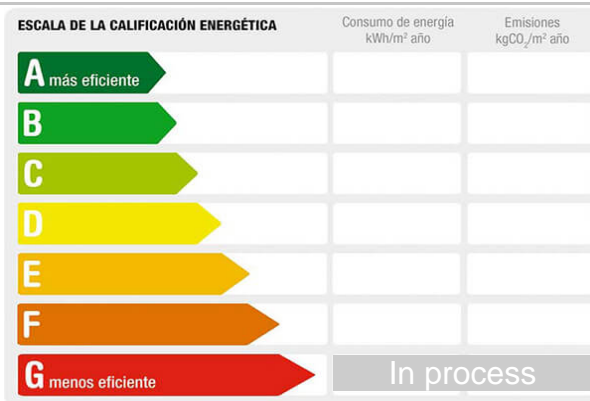 ESCALA DE LA CALIFICACIÓN ENERGÉTICA
Consumo de energía
kWh/m² año
Emisiones
kgCO₂/m² año
A más eficiente
B
C
D
E
F
G menos eficiente
In process